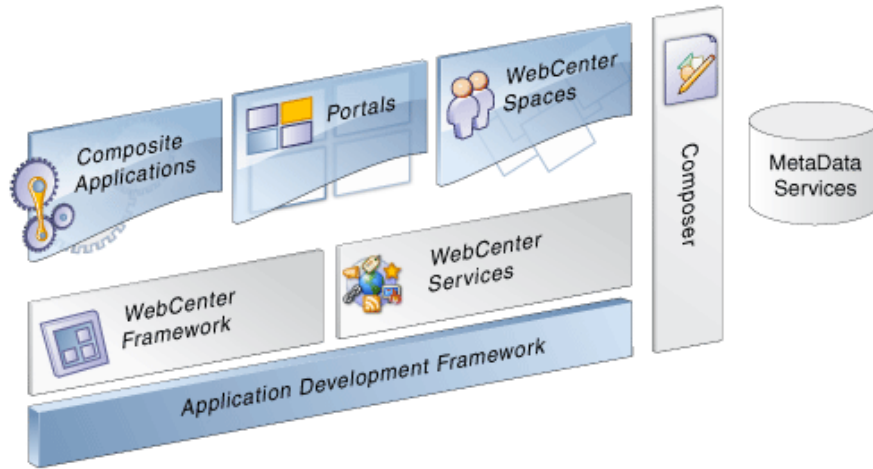 Composite
Applications
Portals
WebCenter
Spaces
Composer
MetaData
Services
WebCenter
Framework
WebCenter
Services
Application Development Framework